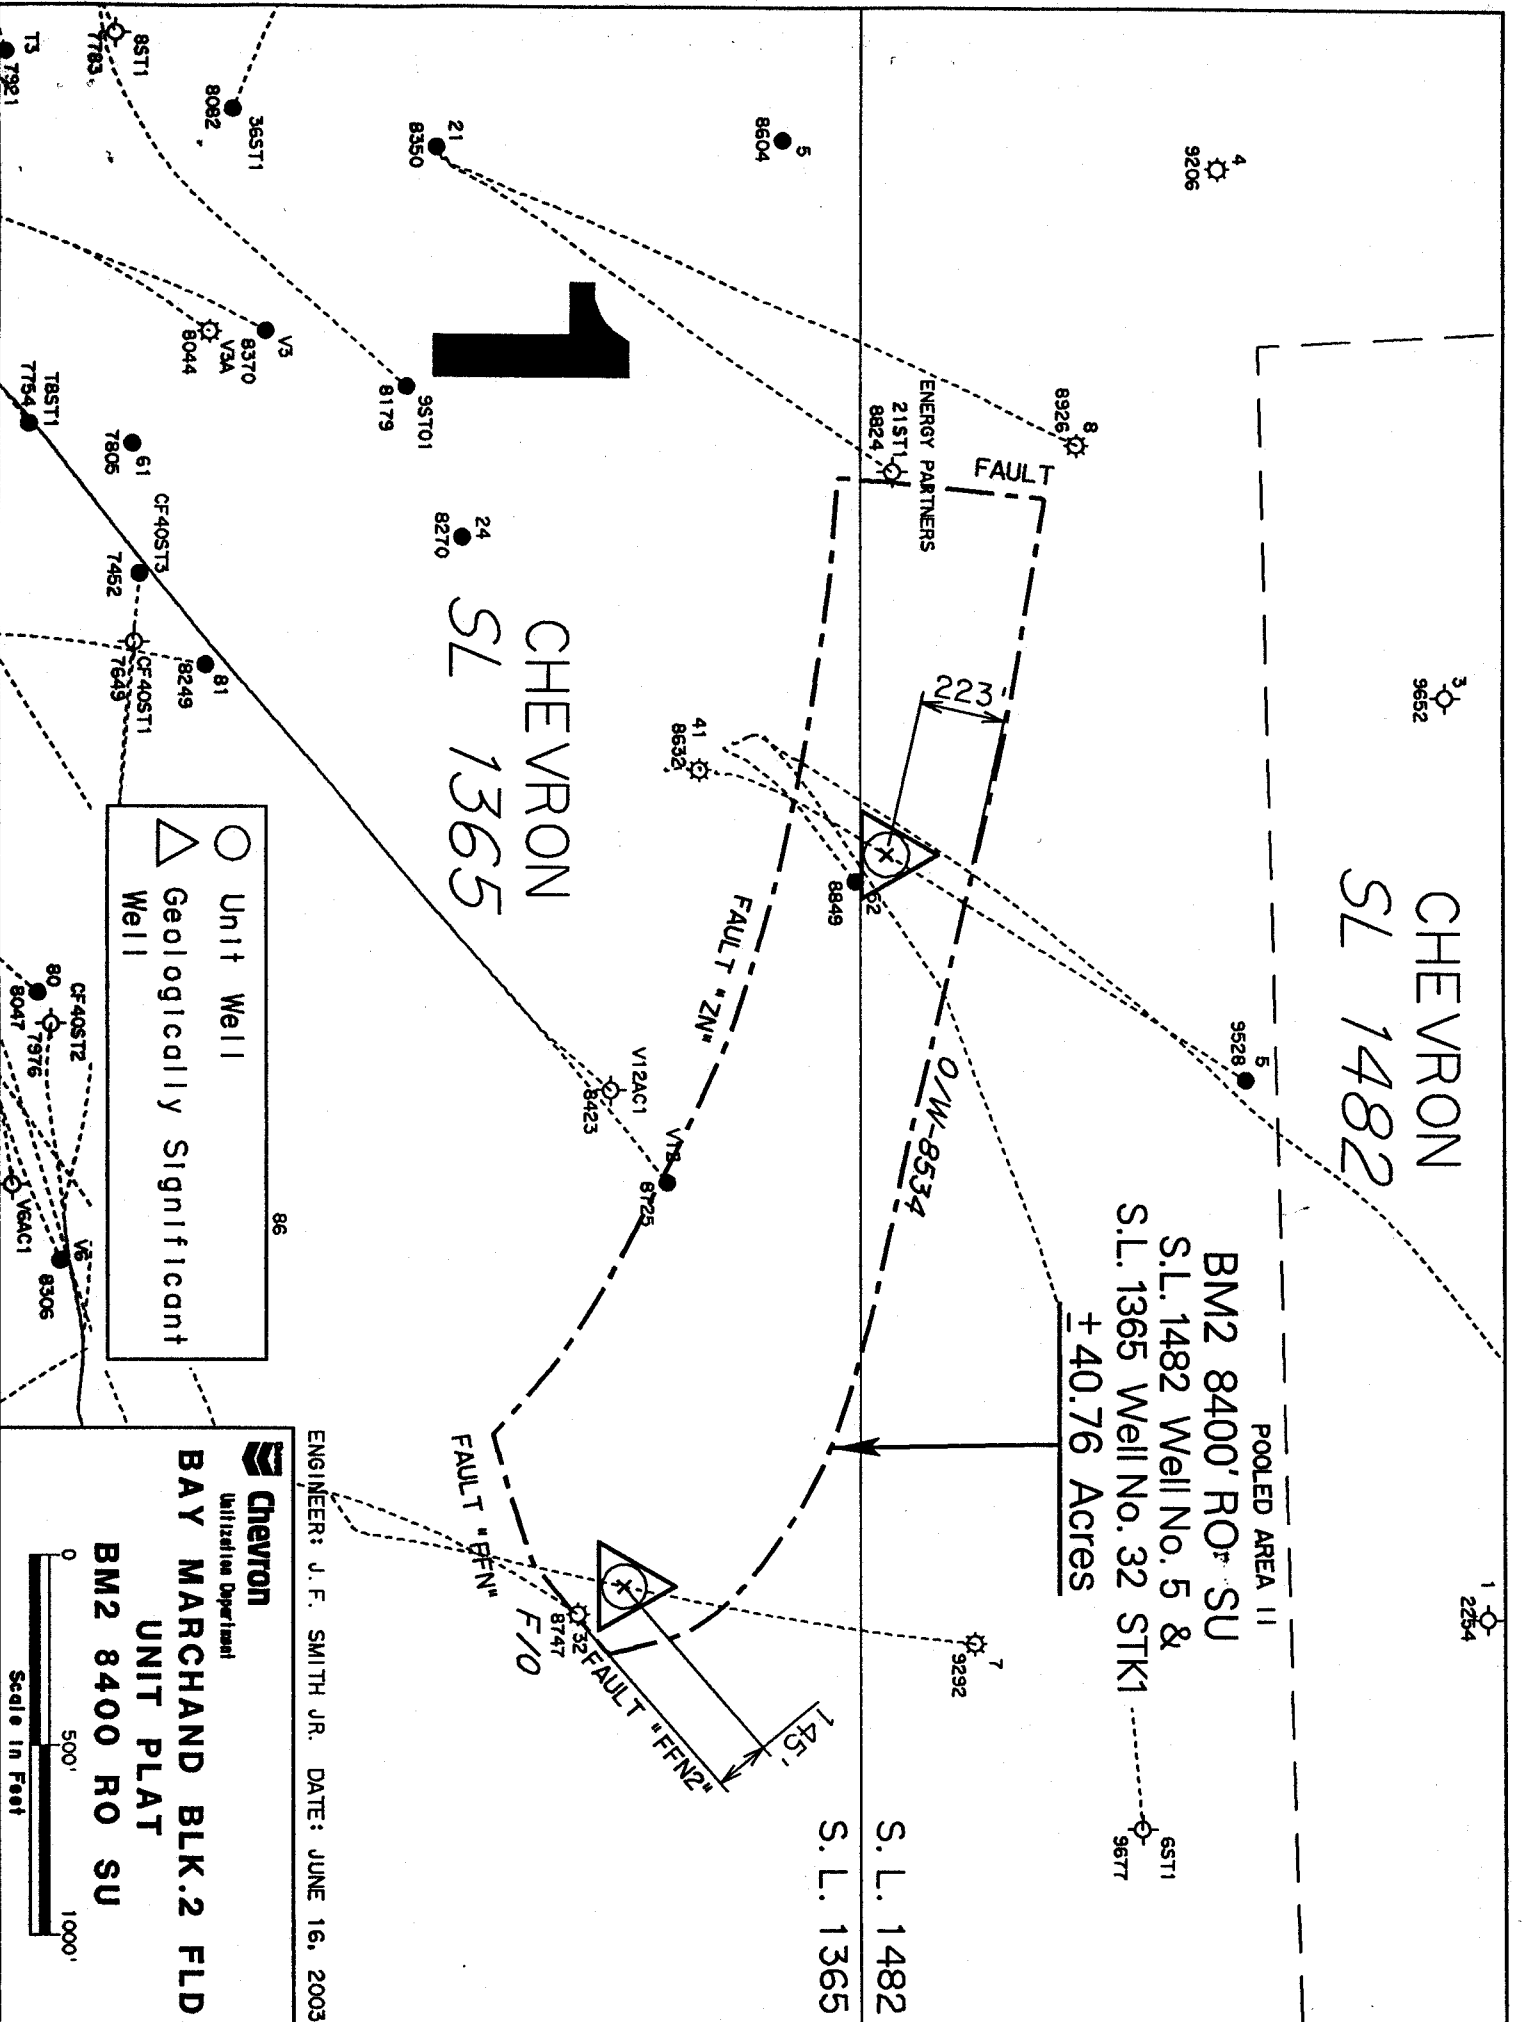 4
9206
3
9652
1
2254
CHEVRON
SL 1482
5
8604
8
8926
5
9528
POOLED AREA II
BM2 8400' RO SU
S.L. 1482 Well No. 5 &
S.L. 1365 Well No. 32 STK1
±40.76 Acres
6ST1
9677
7
9292
FAULT
ENERGY PARTNERS
21ST1
8824
223'
62
8849
O/W-8534
S. L. 1482
S. L. 1365
21
8350
41
8632
FAULT "ZN"
V12AC1
8423
V12
8725
1
CHEVRON
SL 1365
24
8270
9ST01
8179
36ST1
8082
8ST1
7783
T3
7921
V3
8370
V3A
8044
T8ST1
7754
61
7806
CF40ST3
7452
CF40ST1
7649
81
8249
145'
FAULT "FFN2"
32
8747
F/O
FAULT "BFN"
86
Unit Well
Geologically Significant
Well
80
8047
CF40ST2
7976
V6AC1
V6
8306
ENGINEER: J. F. SMITH JR. DATE: JUNE 16, 2003
Chevron
Chevron
Unitization Department
BAY MARCHAND BLK.2 FLD
UNIT PLAT
BM2 8400 RO SU
0
500'
1000'
Scale in Feet